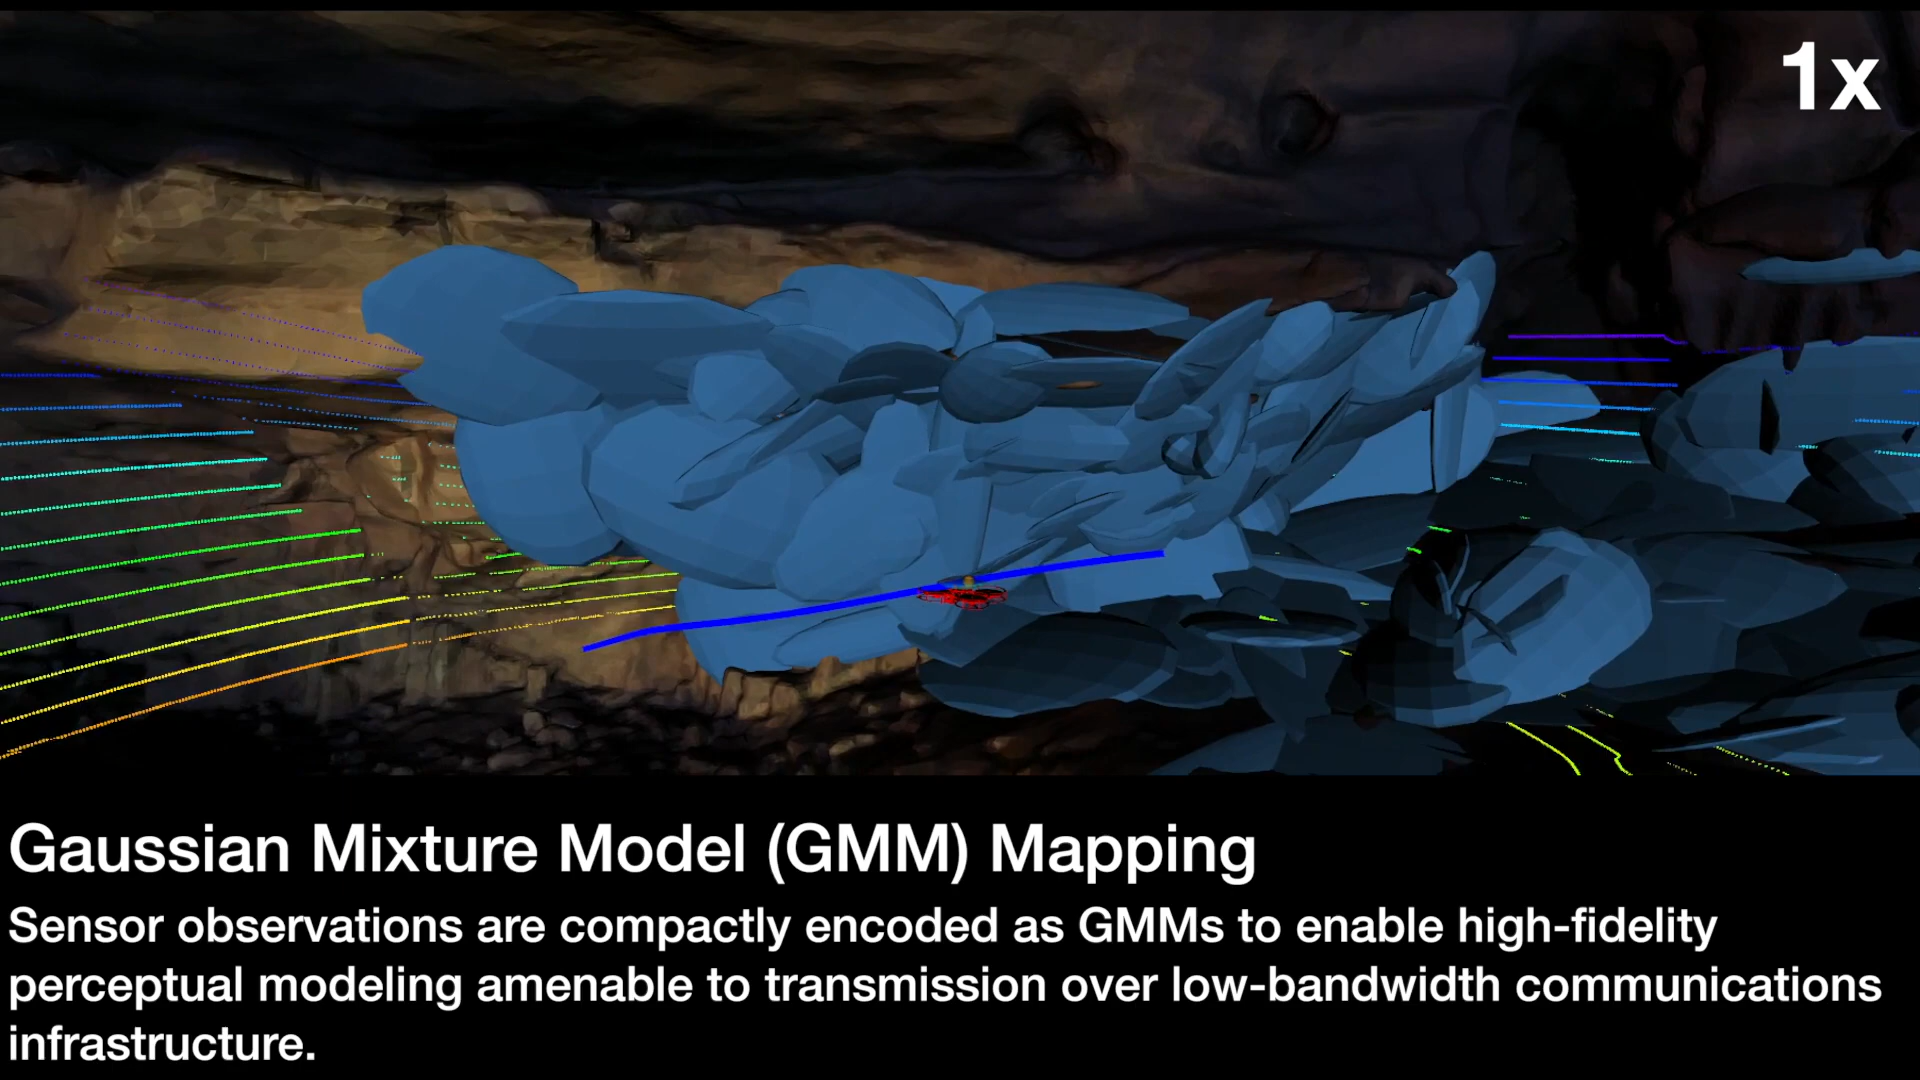 1x
Gaussian Mixture Model (GMM) Mapping
Sensor observations are compactly encoded as GMMs to enable high-fidelity
perceptual modeling amenable to transmission over low-bandwidth communications
infrastructure.